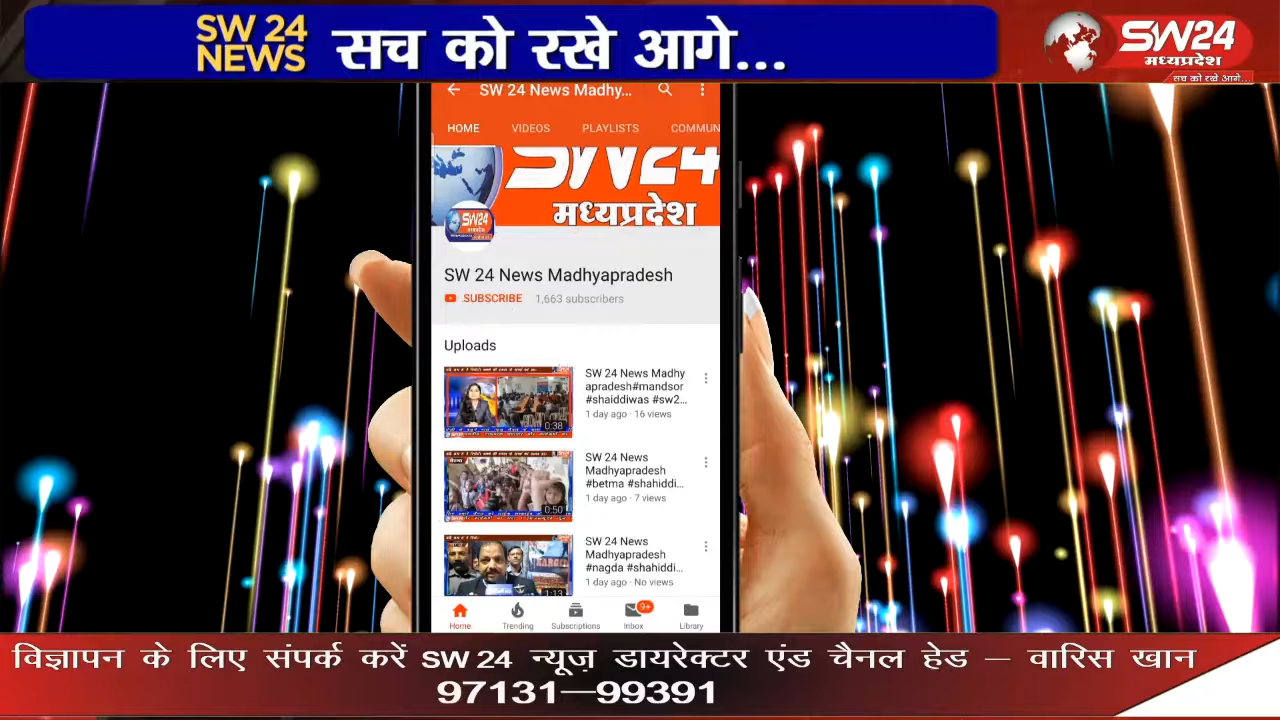 SW 24
NEWS
सच को रखे आगे...
SW24
मध्यप्रदेश
सच को रखे आगे...
SW 24 News Madhy...
HOME VIDEOS PLAYLISTS COMMUN
SW24
मध्यप्रदेश
SW24
SW 24 News Madhyapradesh
SUBSCRIBE 1,663 subscribers
Uploads
SW 24 News Madhy
apradesh#mandsor
#shaiddiwas #sw2...
1 day ago · 16 views
0:38
SW 24 News
Madhyapradesh
#betma #shahiddi...
1 day ago · 7 views
0:50
SW 24 News
Madhyapradesh
#nagda #shahiddi...
1 day ago · No views
1:13
9+
Home Trending Subscriptions Inbox Library
विज्ञापन के लिए संपर्क करें SW 24 न्यूज़ डायरेक्टर एंड चैनल हेड – वारिस खान
97131–99391